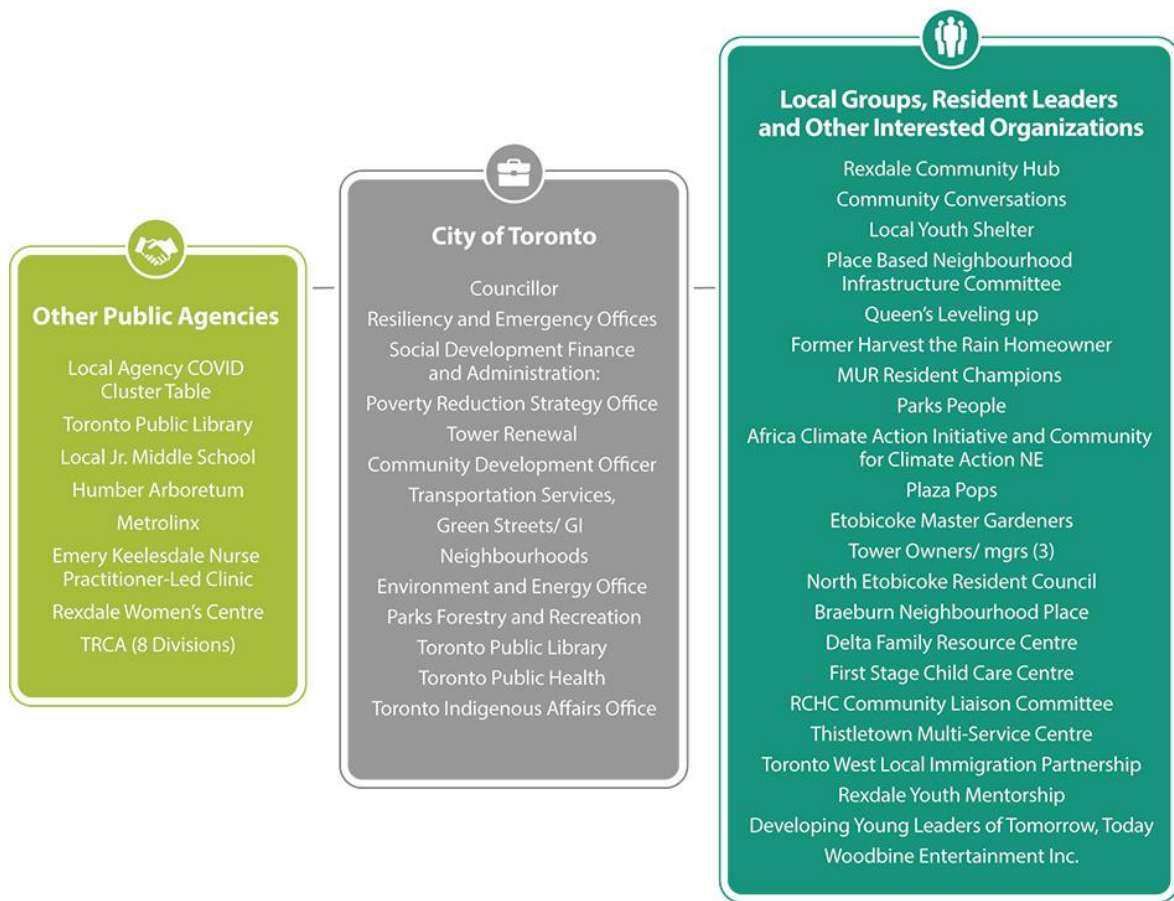 Other Public Agencies
Local Agency COVID
Cluster Table
Toronto Public Library
Local Jr. Middle School
Humber Arboretum
Metrolinx
Emery Keelesdale Nurse
Practitioner-Led Clinic
Rexdale Women's Centre
TRCA (8 Divisions)
City of Toronto
Councillor
Resiliency and Emergency Offices
Social Development Finance
and Administration:
Poverty Reduction Strategy Office
Tower Renewal
Community Development Officer
Transportation Services,
Green Streets/ GI
Neighbourhoods
Environment and Energy Office
Parks Forestry and Recreation
Toronto Public Library
Toronto Public Health
Toronto Indigenous Affairs Office
Local Groups, Resident Leaders
and Other Interested Organizations
Rexdale Community Hub
Community Conversations
Local Youth Shelter
Place Based Neighbourhood
Infrastructure Committee
Queen's Leveling up
Former Harvest the Rain Homeowner
MUR Resident Champions
Parks People
Africa Climate Action Initiative and Community
for Climate Action NE
Plaza Pops
Etobicoke Master Gardeners
Tower Owners/ mgrs (3)
North Etobicoke Resident Council
Braeburn Neighbourhood Place
Delta Family Resource Centre
First Stage Child Care Centre
RCHC Community Liaison Committee
Thistletown Multi-Service Centre
Toronto West Local Immigration Partnership
Rexdale Youth Mentorship
Developing Young Leaders of Tomorrow, Today
Woodbine Entertainment Inc.